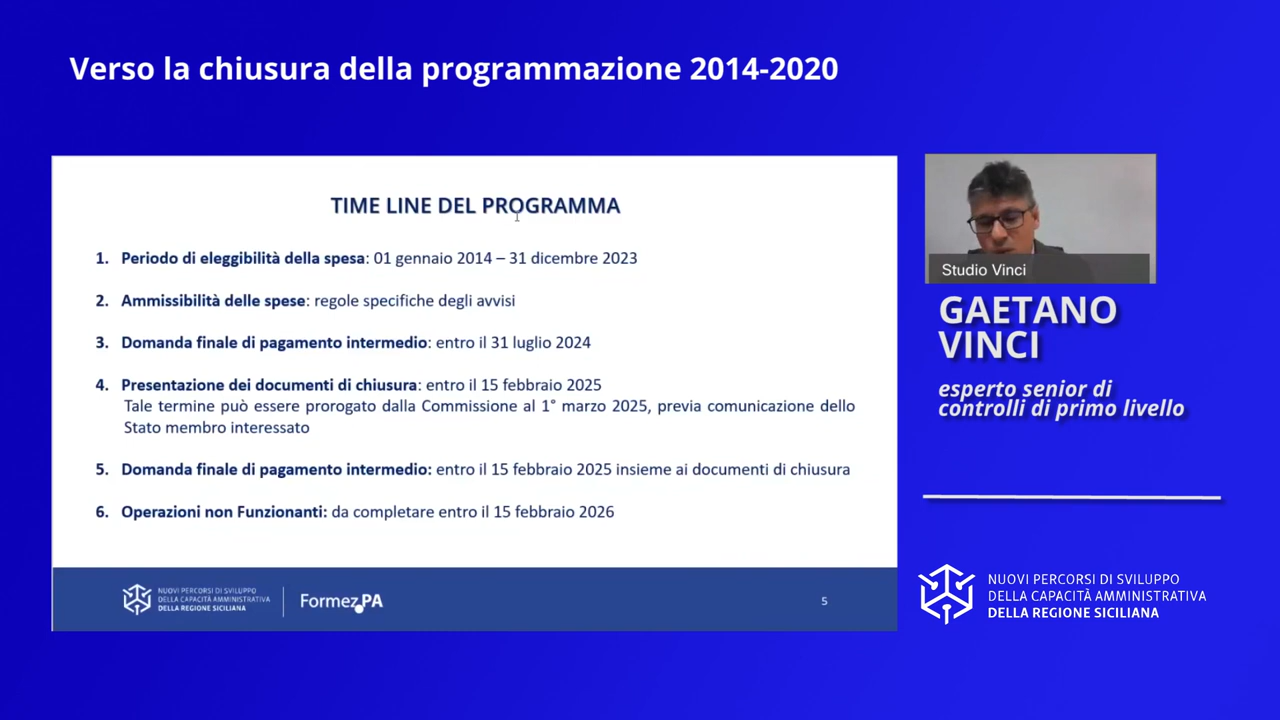 Verso la chiusura della programmazione 2014-2020
TIME LINE DEL PROGRAMMA
1. Periodo di eleggibilità della spesa: 01 gennaio 2014 – 31 dicembre 2023
2. Ammissibilità delle spese: regole specifiche degli avvisi
3. Domanda finale di pagamento intermedio: entro il 31 luglio 2024
4. Presentazione dei documenti di chiusura: entro il 15 febbraio 2025
Tale termine può essere prorogato dalla Commissione al 1° marzo 2025, previa comunicazione dello
Stato membro interessato
5. Domanda finale di pagamento intermedio: entro il 15 febbraio 2025 insieme ai documenti di chiusura
6. Operazioni non Funzionanti: da completare entro il 15 febbraio 2026
NUOVI PERCORSI DI SVILUPPO
DELLA CAPACITÀ AMMINISTRATIVA
DELLA REGIONE SICILIANA
Formez PA
5
Studio Vinci
GAETANO
VINCI
esperto senior di
controlli di primo livello
NUOVI PERCORSI DI SVILUPPO
DELLA CAPACITÀ AMMINISTRATIVA
DELLA REGIONE SICILIANA